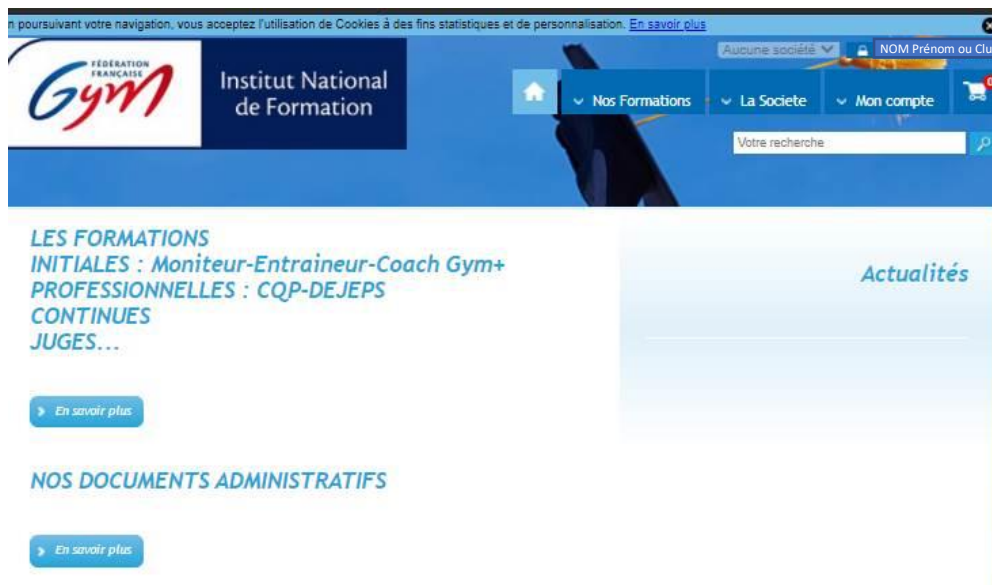 n poursuivant votre navigation, vous acceptez l'utilisation de Cookies à des fins statistiques et de personnalisation. En savoir plus
Aucune société
NOM Prénom ou Clu
FÉDÉRATION
FRANÇAISE
Gym
Institut National
de Formation
Nos Formations
La Societe
Mon compte
0
Votre recherche
LES FORMATIONS
INITIALES : Moniteur-Entraineur-Coach Gym+
PROFESSIONNELLES : CQP-DEJEPS
CONTINUES
JUGES...
Actualités
En savoir plus
NOS DOCUMENTS ADMINISTRATIFS
En savoir plus